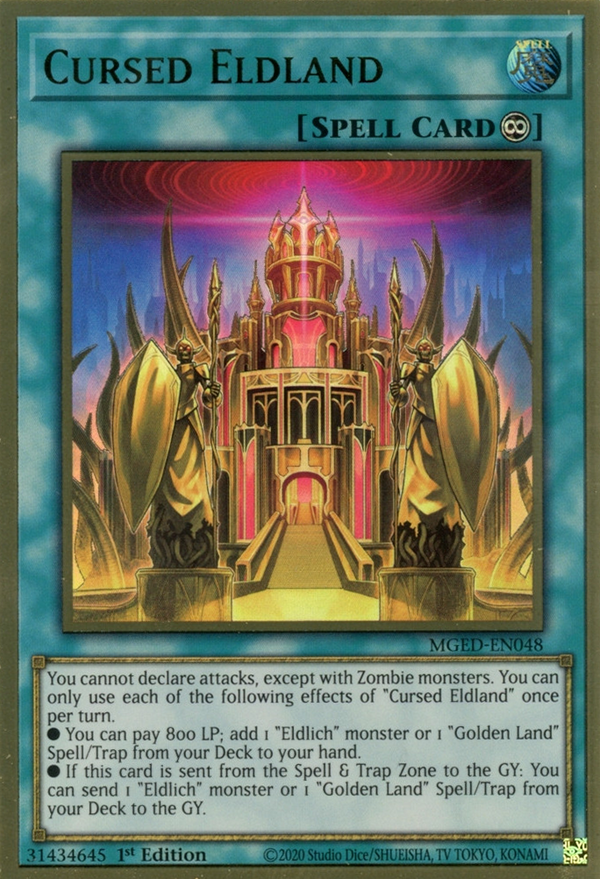 CURSED ELDLAND
SPELL
魔
[SPELL CARD]
MGED-EN048
You cannot declare attacks, except with Zombie monsters. You can
only use each of the following effects of "Cursed Eldland" once
per turn.
● You can pay 800 LP; add 1 "Eldlich" monster or 1 "Golden Land"
Spell/Trap from your Deck to your hand.
● If this card is sent from the Spell & Trap Zone to the GY: You
can send 1 "Eldlich" monster or 1 "Golden Land" Spell/Trap from
your Deck to the GY.
31434645 1st Edition ©2020 Studio Dice/SHUEISHA, TV TOKYO, KONAMI